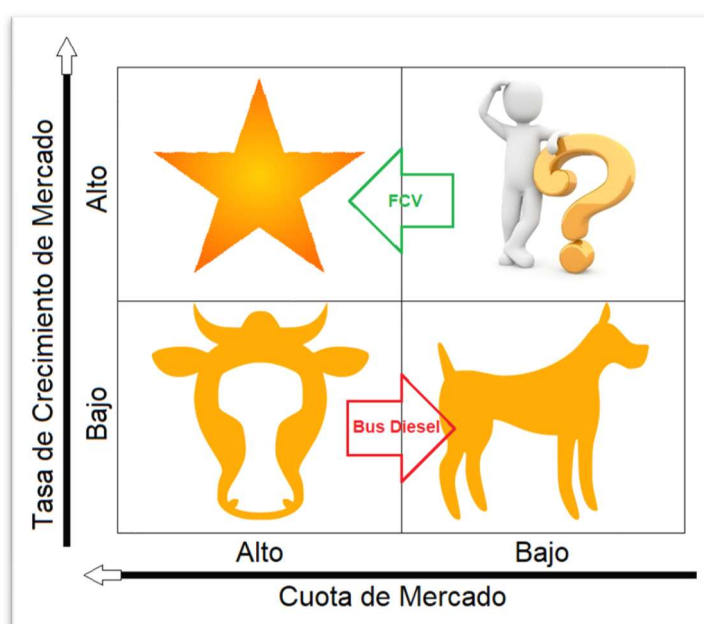 Tasa de Crecimiento de Mercado
Alto
Bajo
FCV
Bus Diesel
Alto
Bajo
Cuota de Mercado